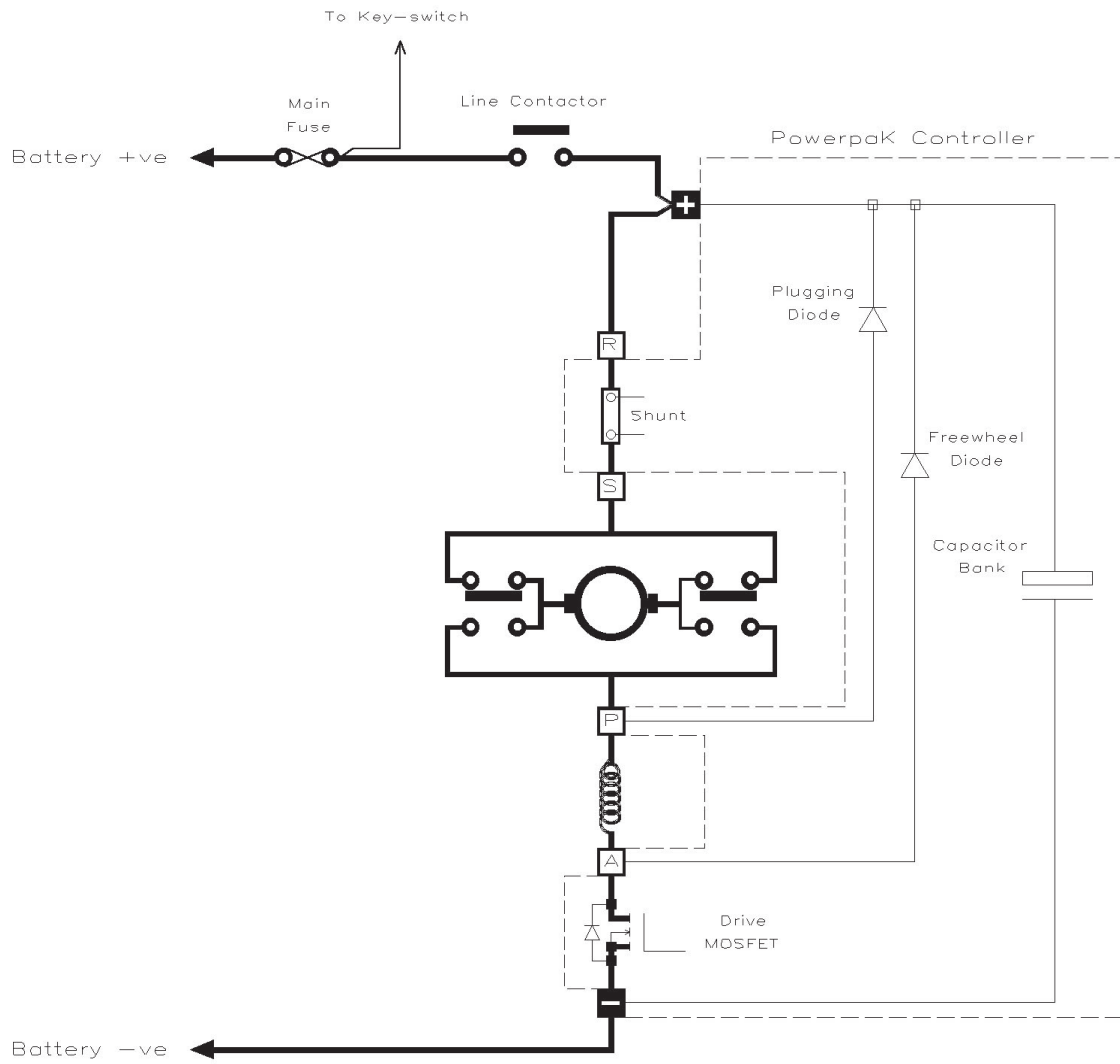 To Key-switch
Main
Fuse
Line Contactor
Battery +ve
PowerpaK Controller
+
Plugging
Diode
R
Shunt
Freewheel
Diode
S
Capacitor
Bank
P
A
Drive
MOSFET
-
Battery -ve